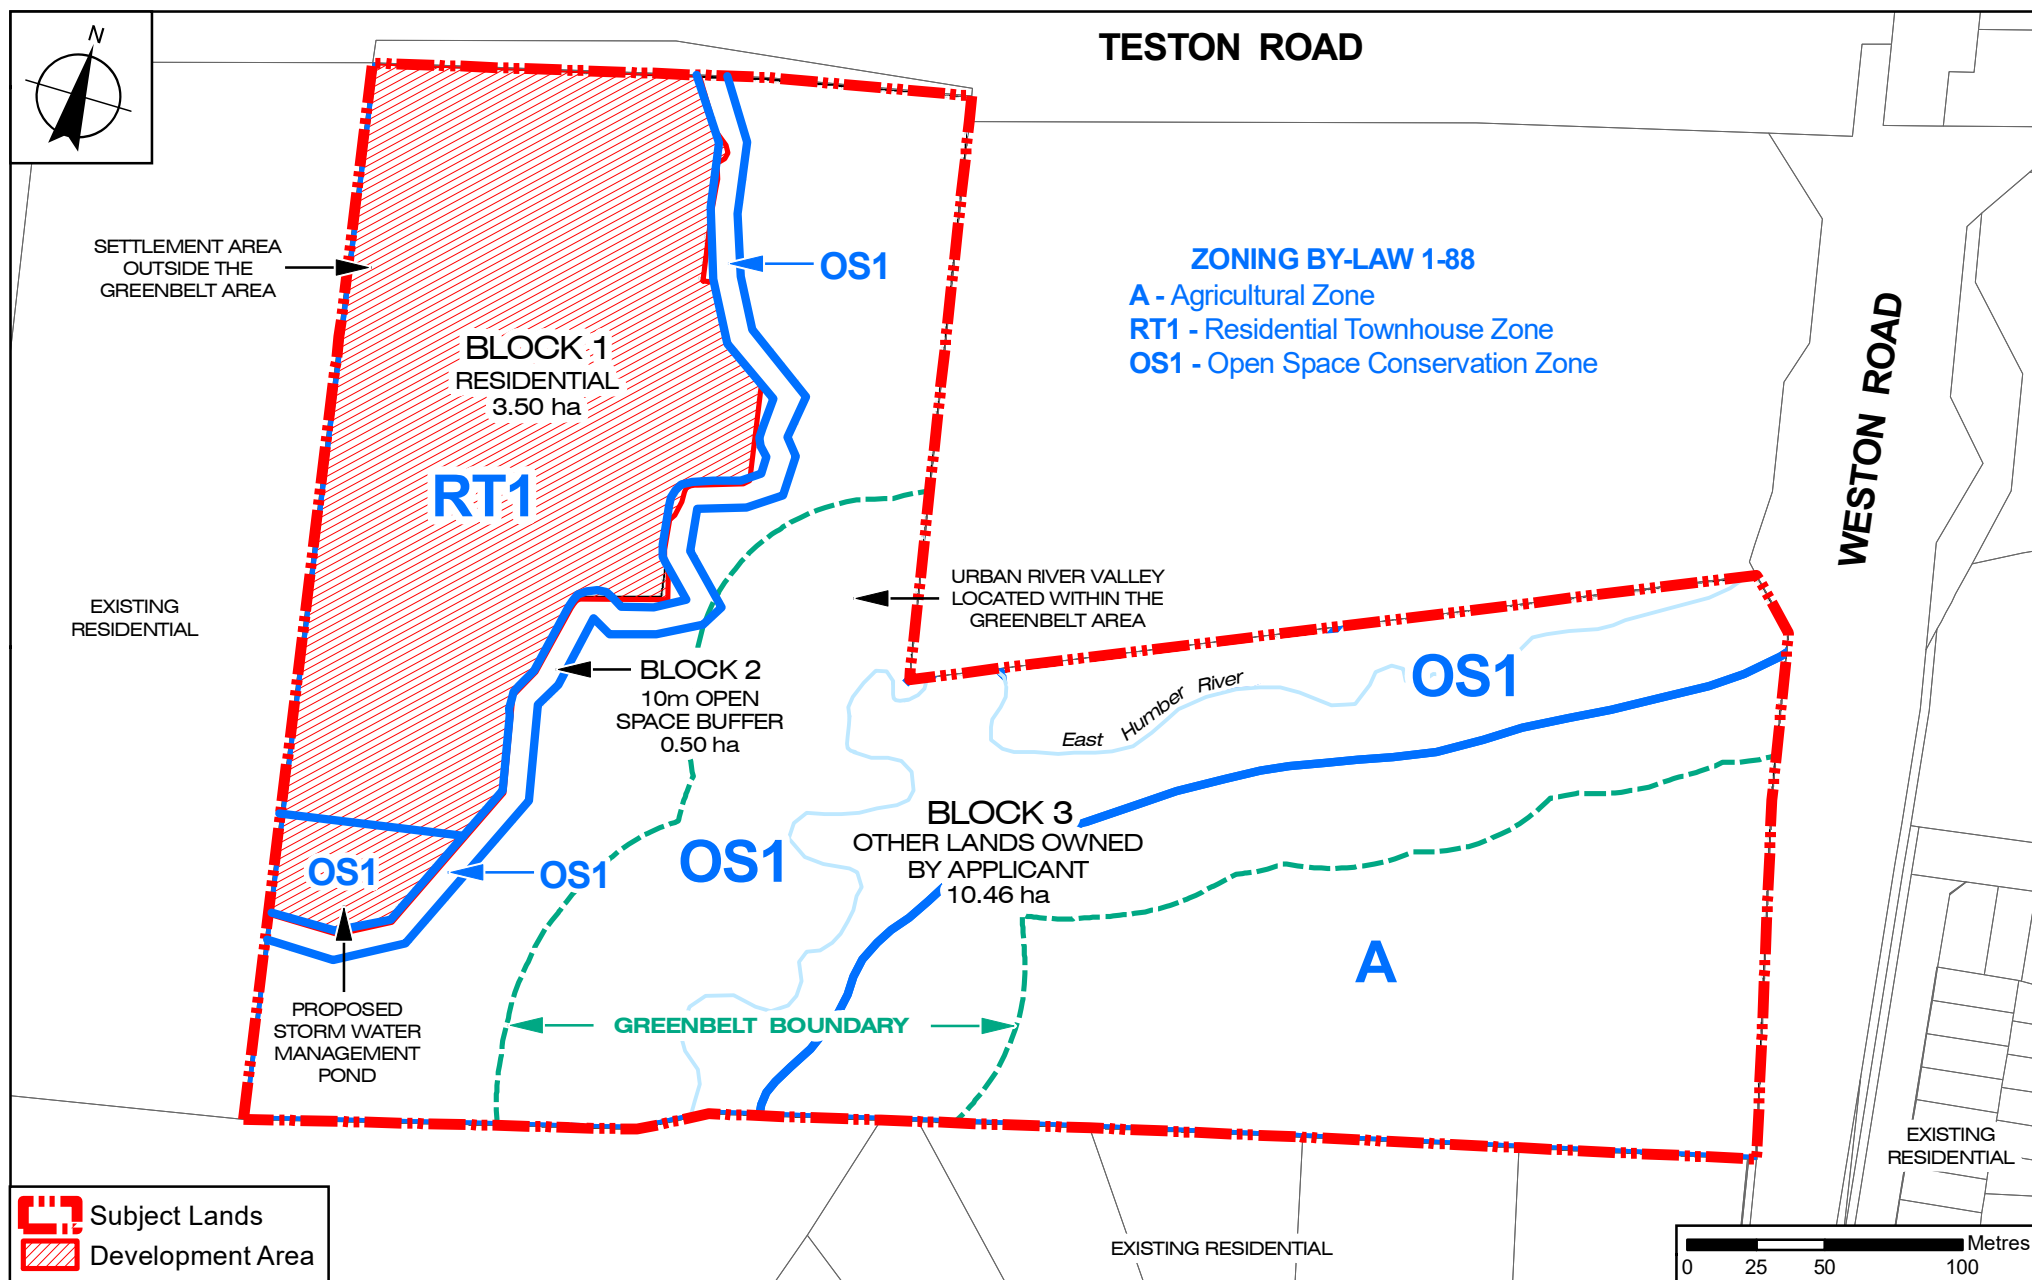 N
TESTON ROAD
SETTLEMENT AREA
OUTSIDE THE
GREENBELT AREA
OS1
ZONING BY-LAW 1-88
A - Agricultural Zone
RT1 - Residential Townhouse Zone
OS1 - Open Space Conservation Zone
WESTON ROAD
BLOCK 1
RESIDENTIAL
3.50 ha
RT1
EXISTING
RESIDENTIAL
URBAN RIVER VALLEY
LOCATED WITHIN THE
GREENBELT AREA
BLOCK 2
10m OPEN
SPACE BUFFER
0.50 ha
East Humber River
OS1
BLOCK 3
OTHER LANDS OWNED
BY APPLICANT
10.46 ha
OS1
OS1
OS1
A
PROPOSED
STORM WATER
MANAGEMENT
POND
GREENBELT BOUNDARY
EXISTING
RESIDENTIAL
EXISTING RESIDENTIAL
Subject Lands
Development Area
Metres
0 25 50 100